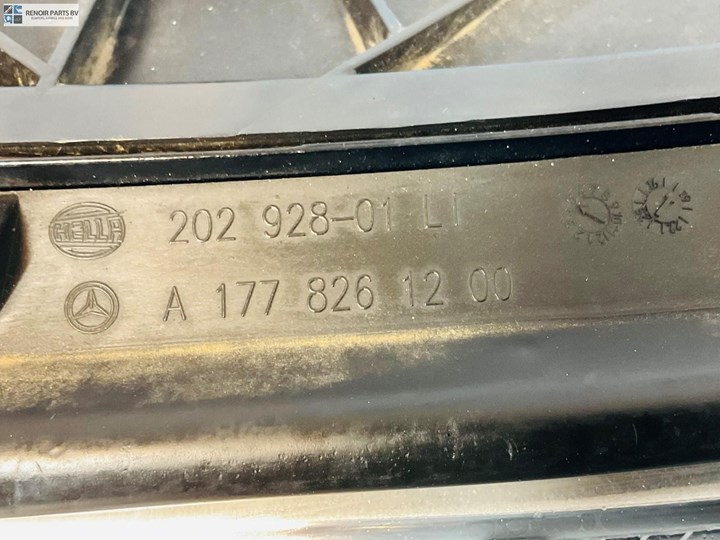 RENOIR PARTS BV
HELLA 202 928-01 LI
A 177 826 12 00